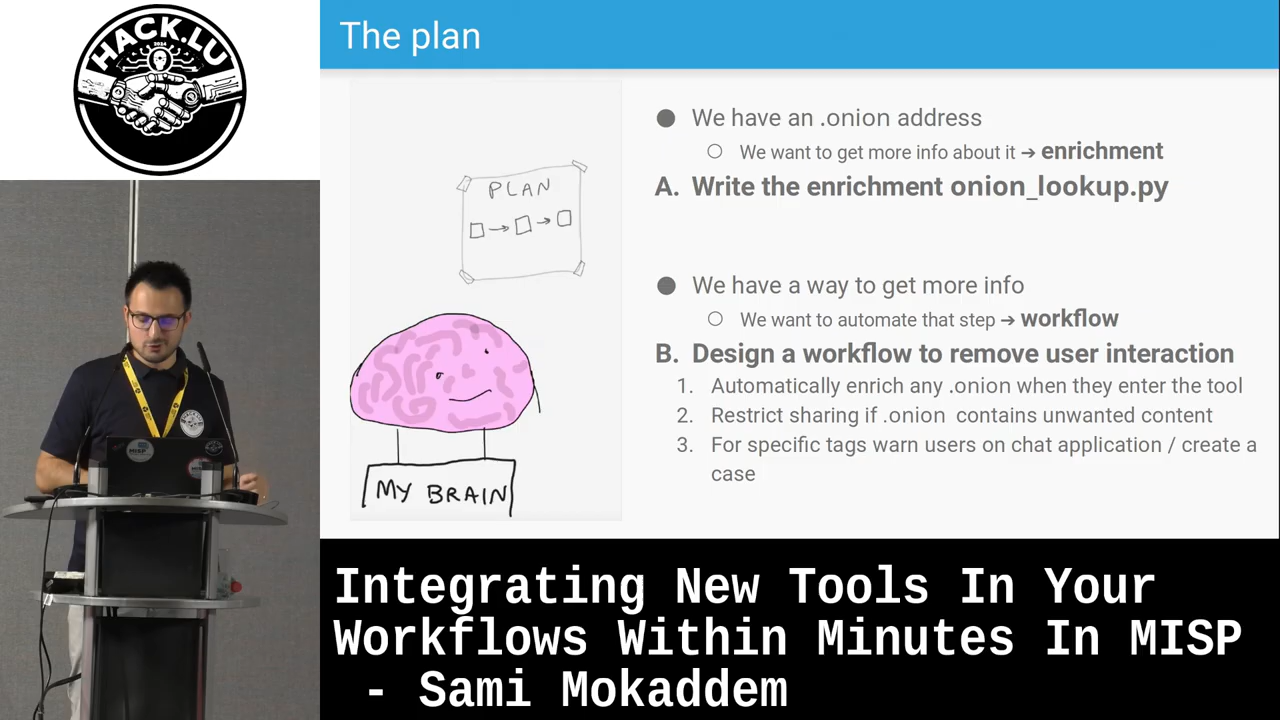 HACK.LU
2024
The plan
PLAN
MY BRAIN
● We have an .onion address
○ We want to get more info about it ➔ enrichment
A. Write the enrichment onion_lookup.py
● We have a way to get more info
○ We want to automate that step ➔ workflow
B. Design a workflow to remove user interaction
1. Automatically enrich any .onion when they enter the tool
2. Restrict sharing if .onion contains unwanted content
3. For specific tags warn users on chat application / create a
case
MISP
Integrating New Tools In Your
Workflows Within Minutes In MISP
- Sami Mokaddem